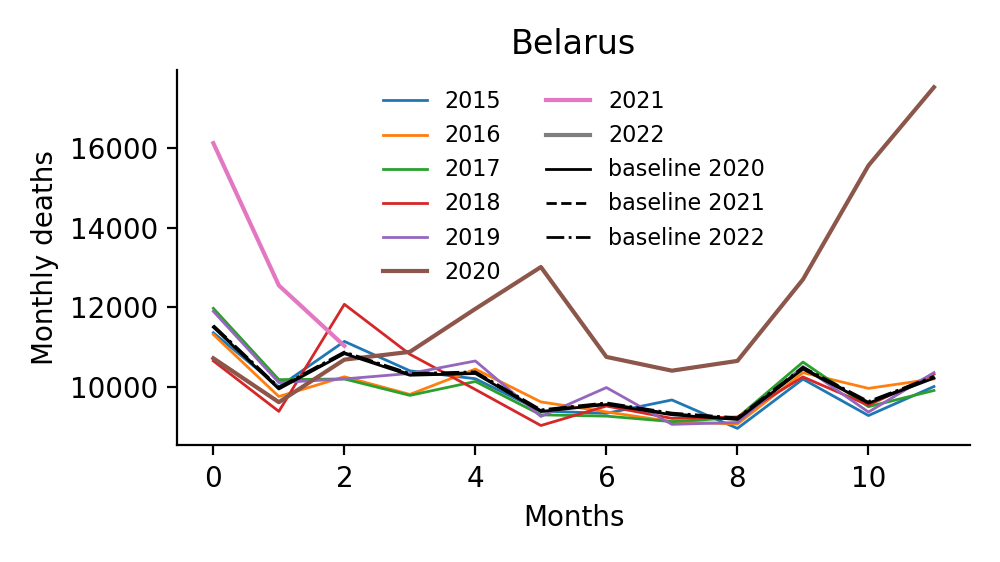 Belarus
2015
2016
2017
2018
2019
2020
2021
2022
baseline 2020
baseline 2021
baseline 2022
Monthly deaths
16000
14000
12000
10000
0 2 4 6 8 10
Months